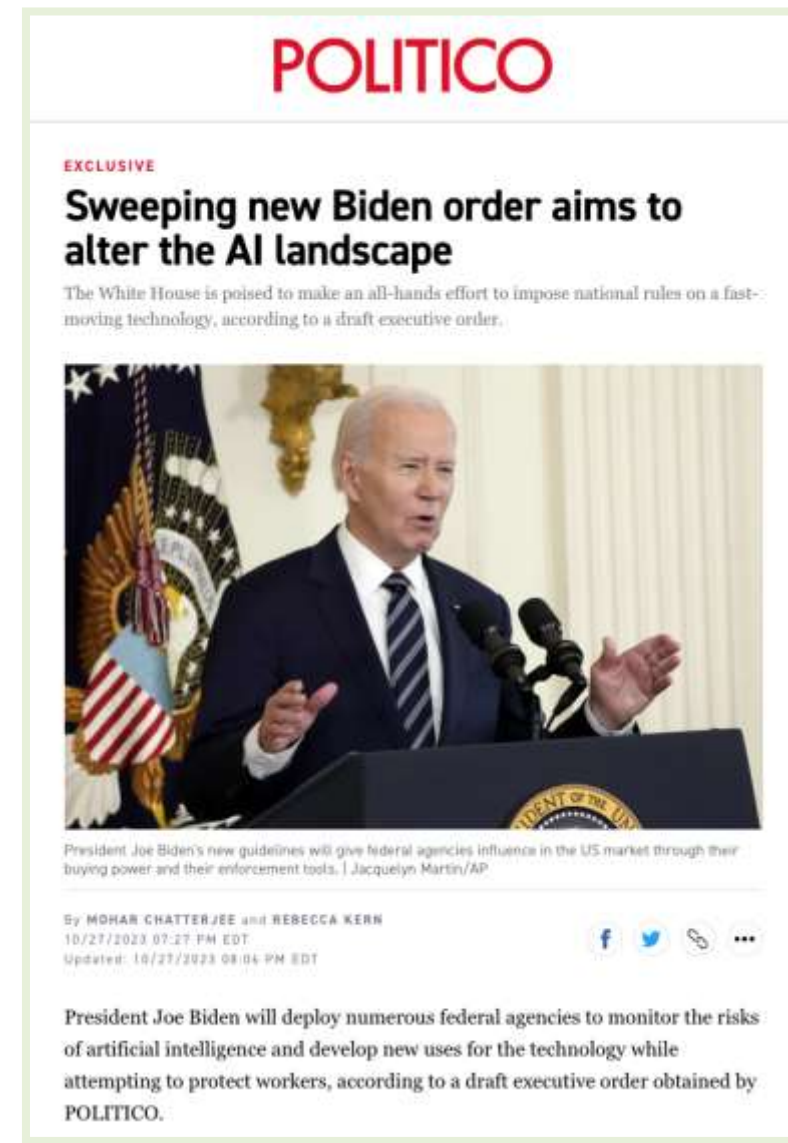 POLITICO
EXCLUSIVE
Sweeping new Biden order aims to
alter the AI landscape
The White House is poised to make an all-hands effort to impose national rules on a fast-
moving technology, according to a draft executive order.
PLURIBUS
PRESIDENT OF THE UN
President Joe Biden's new guidelines will give federal agencies influence in the US market through their
buying power and their enforcement tools. | Jacquelyn Martin/AP
By MOHAR CHATTERJEE and REBECCA KERN
10/27/2023 07:27 PM EDT
Updated: 10/27/2023 08:06 PM EDT
President Joe Biden will deploy numerous federal agencies to monitor the risks
of artificial intelligence and develop new uses for the technology while
attempting to protect workers, according to a draft executive order obtained by
POLITICO.